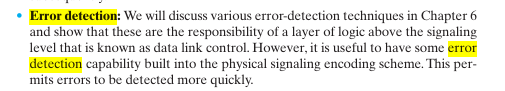 • Error detection: We will discuss various error-detection techniques in Chapter 6
and show that these are the responsibility of a layer of logic above the signaling
level that is known as data link control. However, it is useful to have some error
detection capability built into the physical signaling encoding scheme. This per-
mits errors to be detected more quickly.